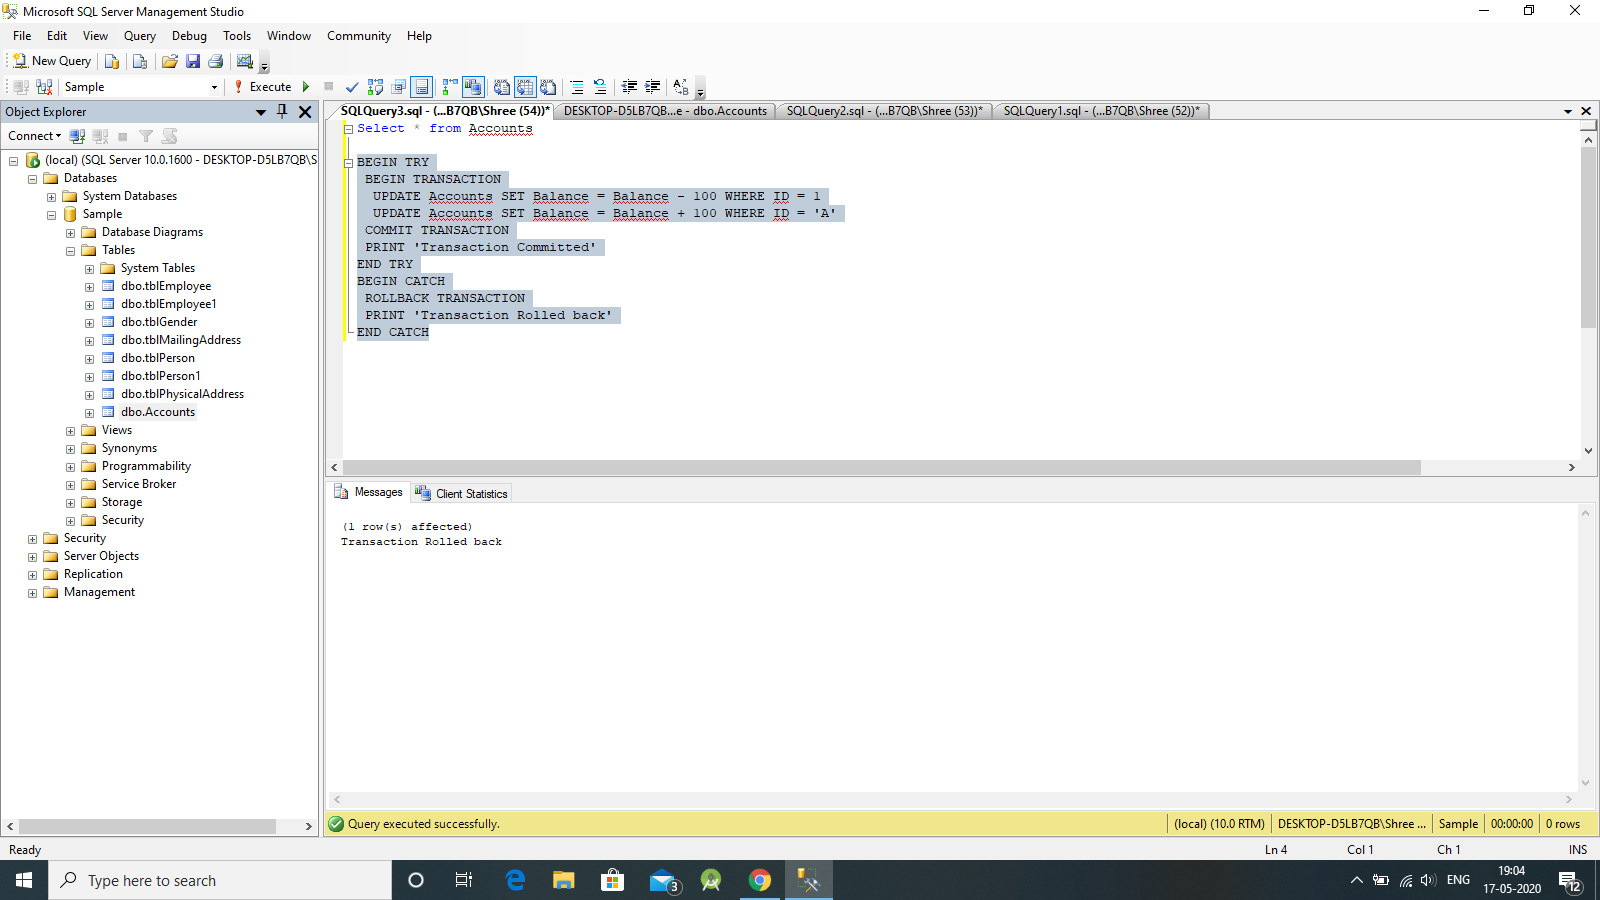 Microsoft SQL Server Management Studio
File Edit View Query Debug Tools Window Community Help
New Query
Sample Execute
Object Explorer
Connect
(local) (SQL Server 10.0.1600 - DESKTOP-D5LB7QB\S
Databases
System Databases
Sample
Database Diagrams
Tables
System Tables
dbo.tblEmployee
dbo.tblEmployee1
dbo.tblGender
dbo.tblMailingAddress
dbo.tblPerson
dbo.tblPerson1
dbo.tblPhysicalAddress
dbo.Accounts
Views
Synonyms
Programmability
Service Broker
Storage
Security
Security
Server Objects
Replication
Management
SQLQuery3.sql - (...B7QB\Shree (54))* DESKTOP-D5LB7QB...e - dbo.Accounts SQLQuery2.sql - (...B7QB\Shree (53))* SQLQuery1.sql - (...B7QB\Shree (52))*
Select * from Accounts
BEGIN TRY
BEGIN TRANSACTION
UPDATE Accounts SET Balance = Balance - 100 WHERE ID = 1
UPDATE Accounts SET Balance = Balance + 100 WHERE ID = 'A'
COMMIT TRANSACTION
PRINT 'Transaction Committed'
END TRY
BEGIN CATCH
ROLLBACK TRANSACTION
PRINT 'Transaction Rolled back'
END CATCH
Messages Client Statistics
(1 row(s) affected)
Transaction Rolled back
Query executed successfully. (local) (10.0 RTM) DESKTOP-D5LB7QB\Shree ... Sample 00:00:00 0 rows
Ready Ln 4 Col 1 Ch 1 INS
Type here to search 3 ENG 19:04 12
17-05-2020